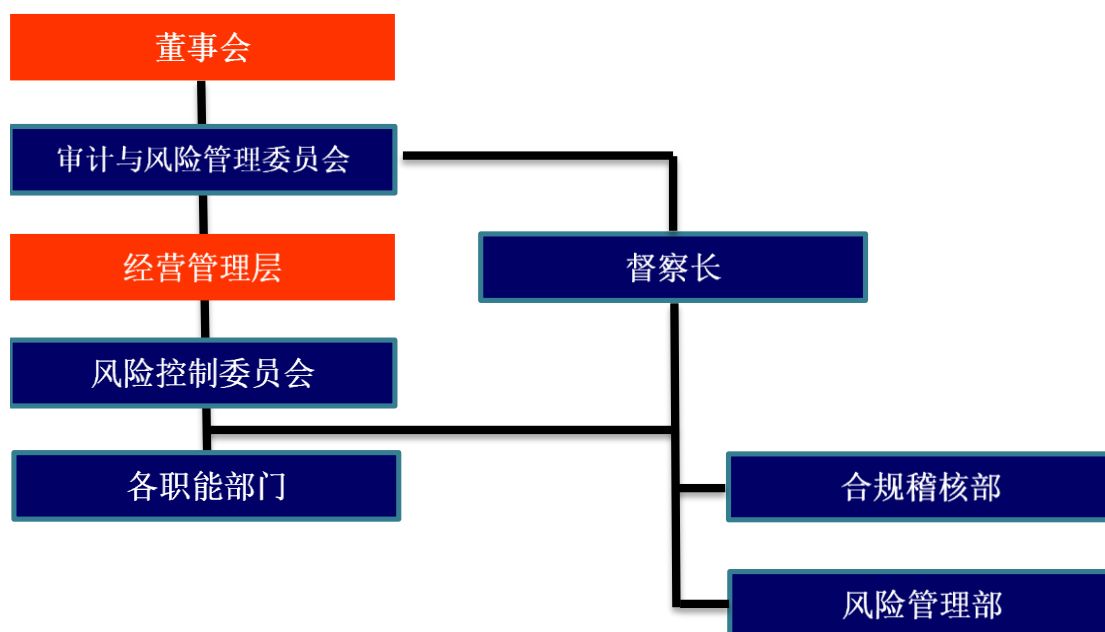 董事会
审计与风险管理委员会
经营管理层
督察长
风险控制委员会
各职能部门
合规稽核部
风险管理部